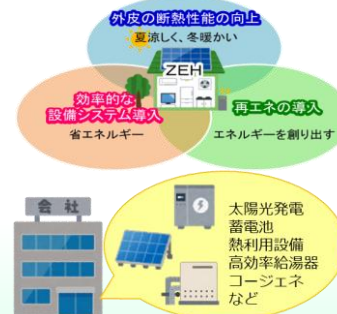 外皮の断熱性能の向上
夏涼しく、冬暖かい
ZEH
効率的な
設備システム導入
省エネルギー
再エネの導入
エネルギーを創り出す
会社
太陽光発電
蓄電池
熱利用設備
高効率給湯器
コージェネ
など